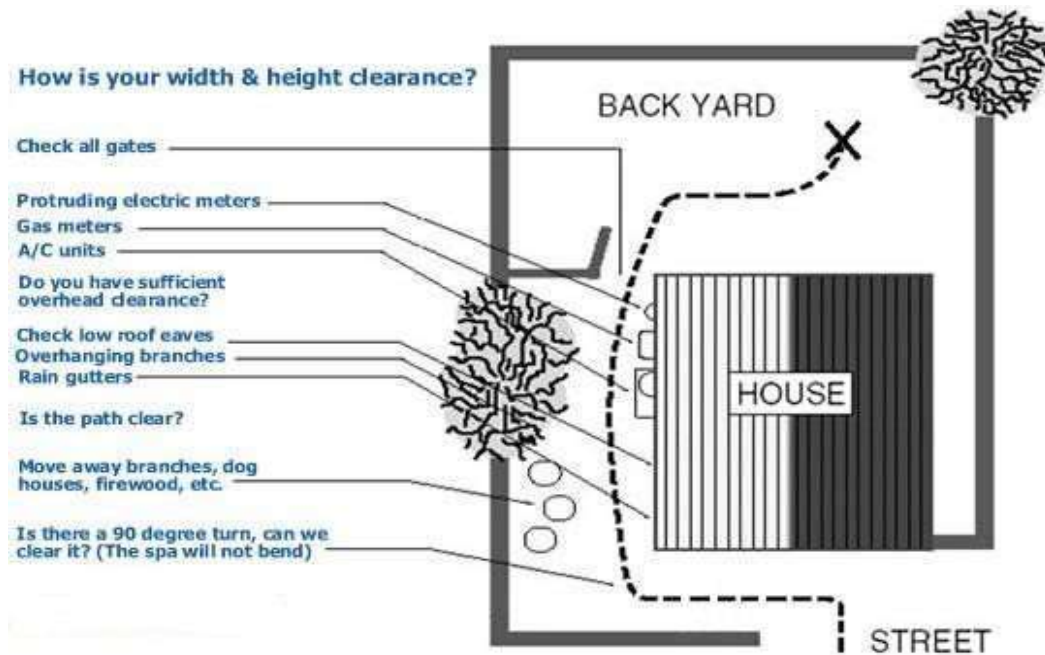 How is your width & height clearance?
BACK YARD
Check all gates
Protruding electric meters
Gas meters
A/C units
Do you have sufficient
overhead clearance?
Check low roof eaves
Overhanging branches
Rain gutters
HOUSE
Is the path clear?
Move away branches, dog
houses, firewood, etc.
Is there a 90 degree turn, can we
clear it? (The spa will not bend)
STREET